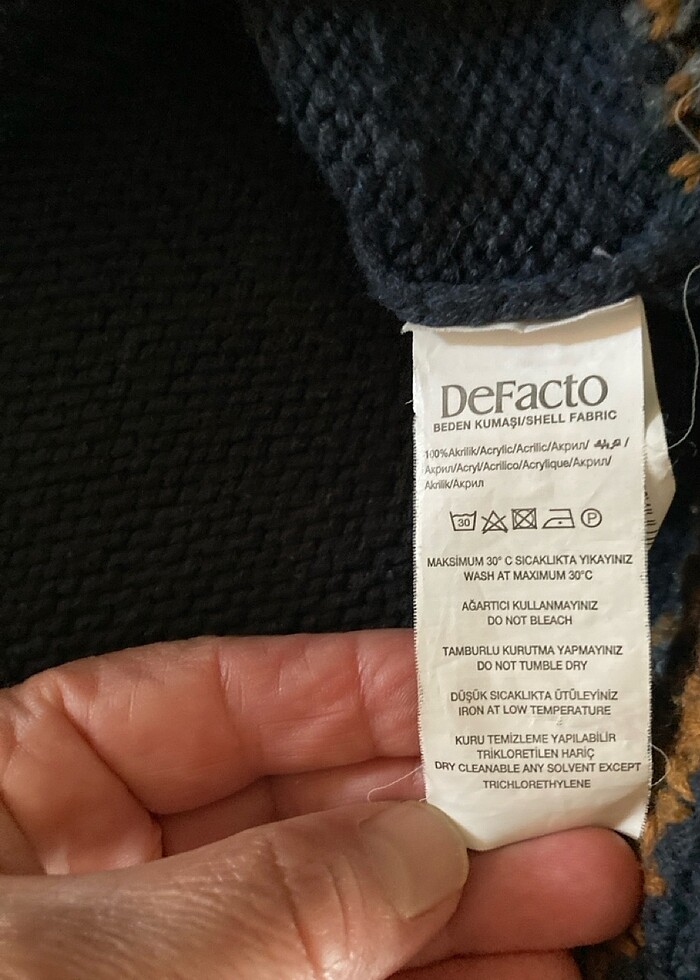 DeFacto
BEDEN KUMAŞI/SHELL FABRIC
100%Akrilik/Acrylic/Acrilic/Акрил/ /
Акрил/Acryl/Acrilico/Acrylique/Акрил/
Akrilik/Акрил
30 P
MAKSİMUM 30° C SICAKLIKTA YIKAYINIZ
WASH AT MAXIMUM 30°C
AĞARTICI KULLANMAYINIZ
DO NOT BLEACH
TAMBURLU KURUTMA YAPMAYINIZ
DO NOT TUMBLE DRY
DÜŞÜK SICAKLIKTA ÜTÜLEYİNİZ
IRON AT LOW TEMPERATURE
KURU TEMİZLEME YAPILABİLİR
TRİKLORETİLEN HARİÇ
DRY CLEANABLE ANY SOLVENT EXCEPT
TRICHLORETHYLENE